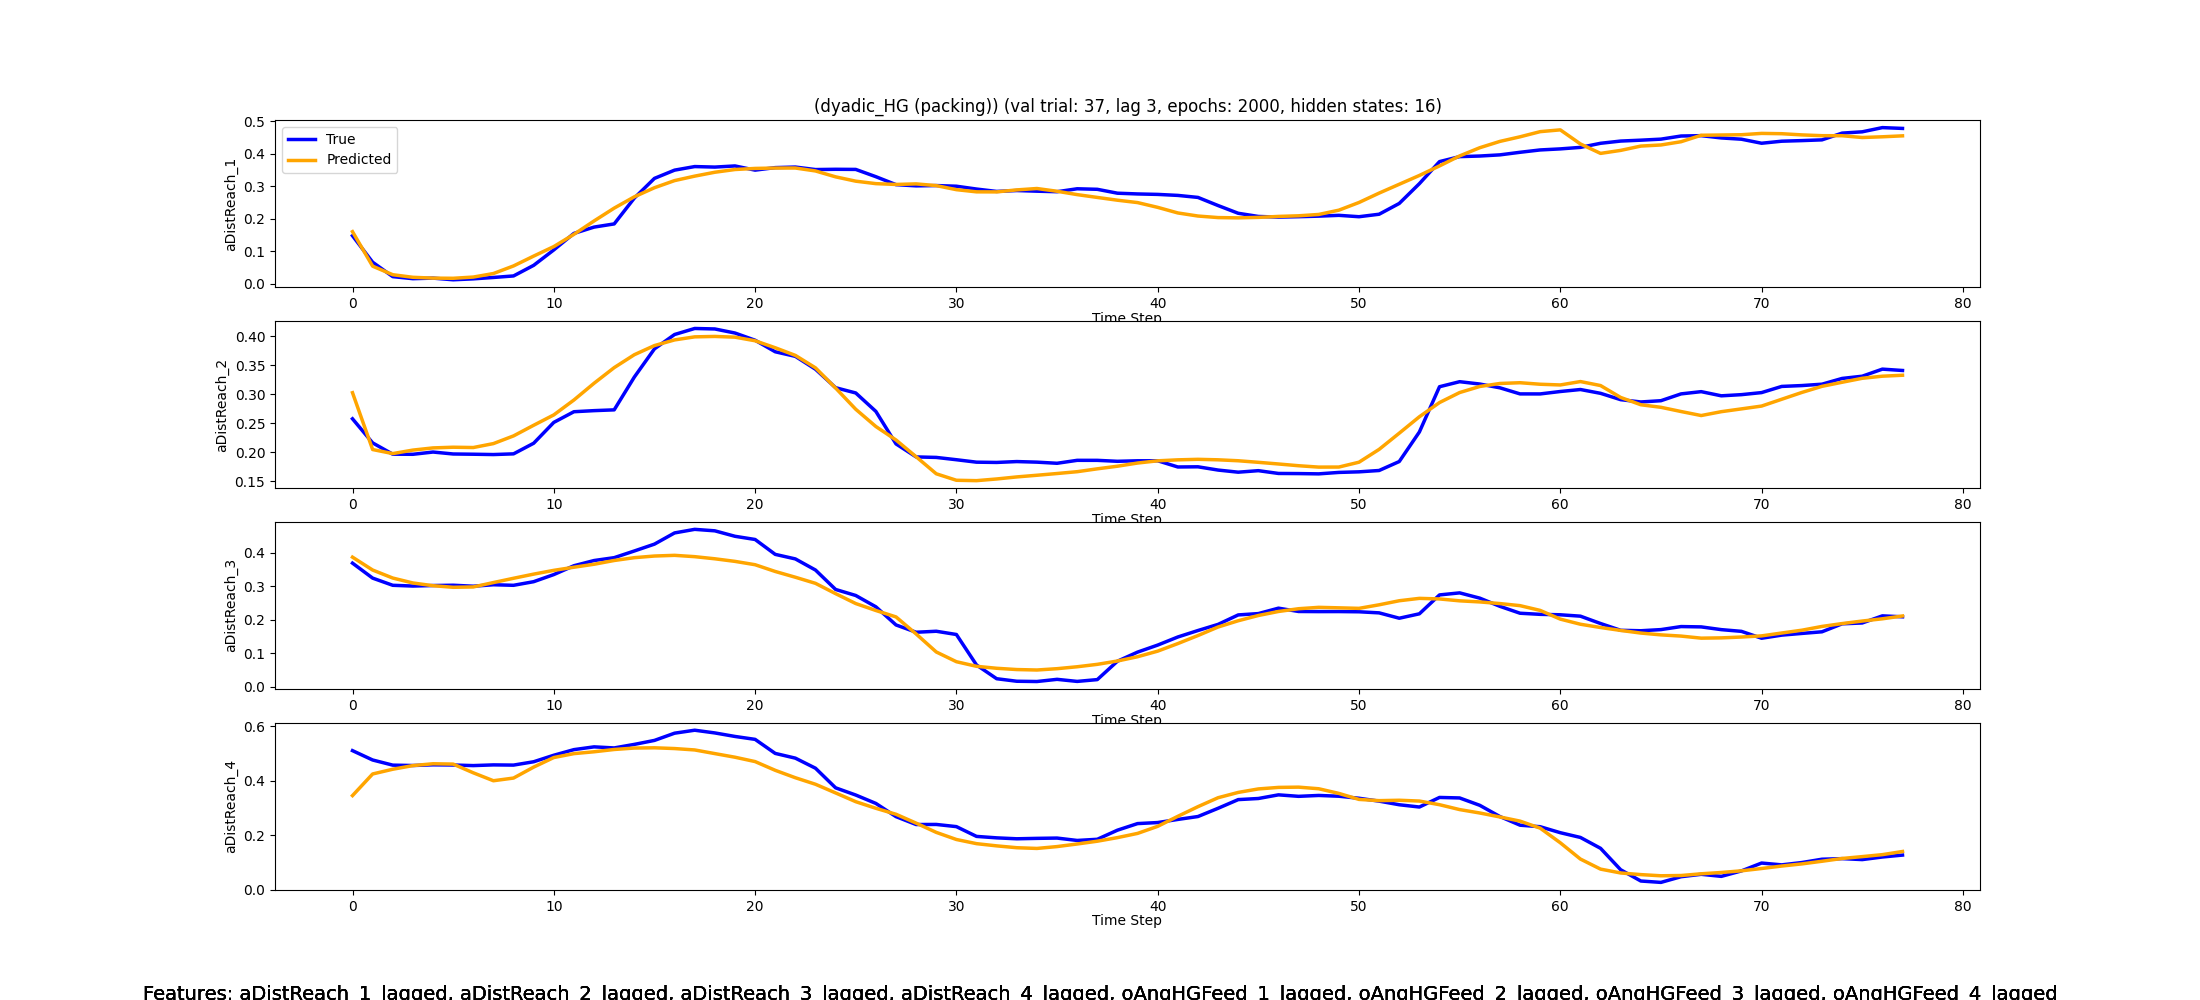 (dyadic_HG (packing)) (val trial: 37, lag 3, epochs: 2000, hidden states: 16)
True
Predicted
aDistReach_1
0.5
0.4
0.3
0.2
0.1
0.0
0 10 20 30 40 50 60 70 80
Time Step
aDistReach_2
0.40
0.35
0.30
0.25
0.20
0.15
0 10 20 30 40 50 60 70 80
Time Step
aDistReach_3
0.4
0.3
0.2
0.1
0.0
0 10 20 30 40 50 60 70 80
Time Step
aDistReach_4
0.6
0.4
0.2
0.0
0 10 20 30 40 50 60 70 80
Time Step
Features: aDistReach_1_lagged, aDistReach_2_lagged, aDistReach_3_lagged, aDistReach_4_lagged, oAngHGFeed_1_lagged, oAngHGFeed_2_lagged, oAngHGFeed_3_lagged, oAngHGFeed_4_lagged